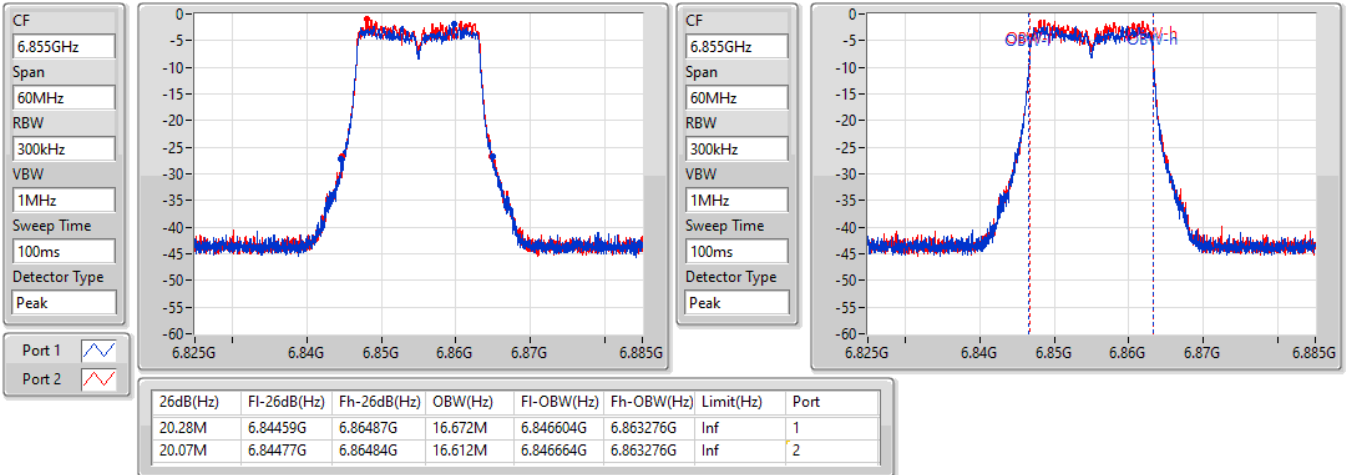 CF
6.855GHz
Span
60MHz
RBW
300kHz
VBW
1MHz
Sweep Time
100ms
Detector Type
Peak
Port 1
Port 2
0-
-5-
-10-
-15-
-20-
-25-
-30-
-35-
-40-
-45-
-50-
-55-
-60-
6.825G 6.84G 6.85G 6.86G 6.87G 6.885G
CF
6.855GHz
Span
60MHz
RBW
300kHz
VBW
1MHz
Sweep Time
100ms
Detector Type
Peak
0-
-5-
-10-
-15-
-20-
-25-
-30-
-35-
-40-
-45-
-50-
-55-
-60-
OBW-l OBW-h
OBW-l OBW-h
6.825G 6.84G 6.85G 6.86G 6.87G 6.885G
26dB(Hz) Fl-26dB(Hz) Fh-26dB(Hz) OBW(Hz) Fl-OBW(Hz) Fh-OBW(Hz) Limit(Hz) Port
20.28M 6.84459G 6.86487G 16.672M 6.846604G 6.863276G Inf 1
20.07M 6.84477G 6.86484G 16.612M 6.846664G 6.863276G Inf 2